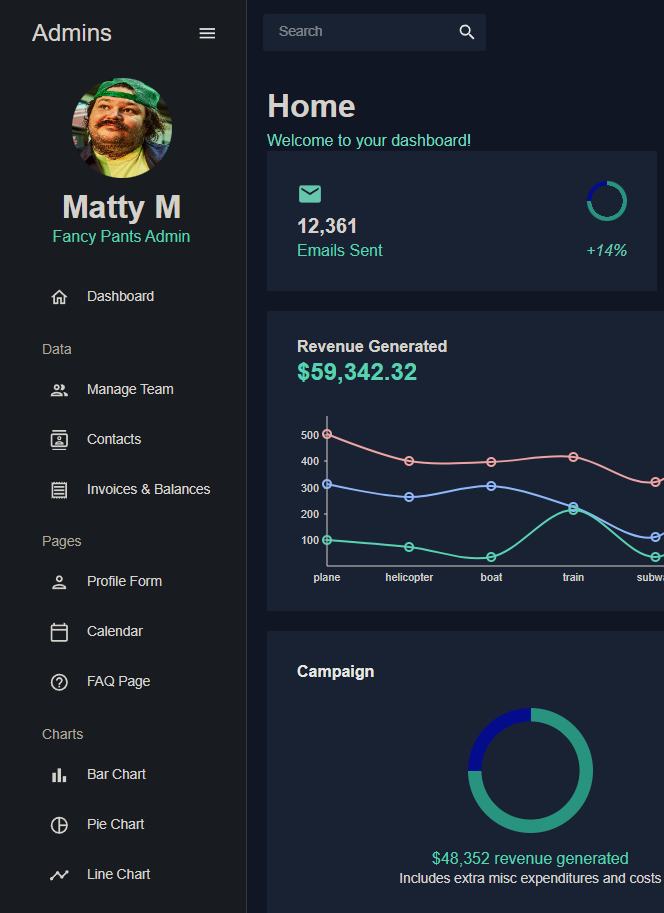 Admins
Matty M
Fancy Pants Admin
Dashboard
Data
Manage Team
Contacts
Invoices & Balances
Pages
Profile Form
Calendar
FAQ Page
Charts
Bar Chart
Pie Chart
Line Chart
Search
Home
Welcome to your dashboard!
12,361
Emails Sent
+14%
Revenue Generated
$59,342.32
500
400
300
200
100
plane helicopter boat train subwa
Campaign
$48,352 revenue generated
Includes extra misc expenditures and costs